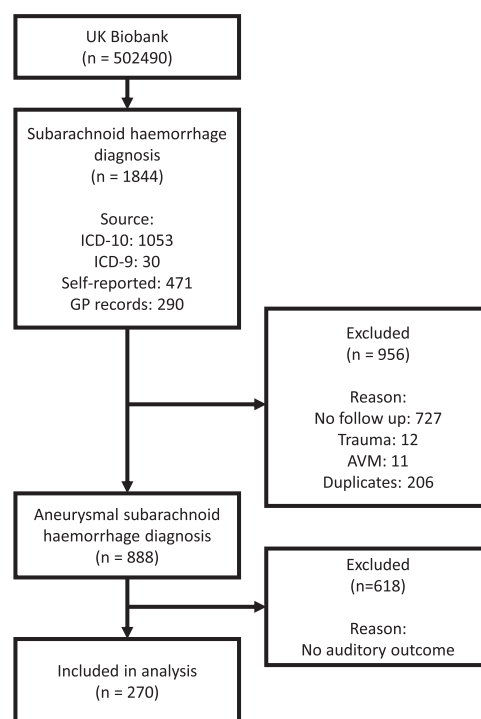 UK Biobank
(n = 502490)
Subarachnoid haemorrhage
diagnosis
(n = 1844)
Source:
ICD-10: 1053
ICD-9: 30
Self-reported: 471
GP records: 290
Excluded
(n = 956)
Reason:
No follow up: 727
Trauma: 12
AVM: 11
Duplicates: 206
Aneurysmal subarachnoid
haemorrhage diagnosis
(n = 888)
Excluded
(n=618)
Reason:
No auditory outcome
Included in analysis
(n = 270)